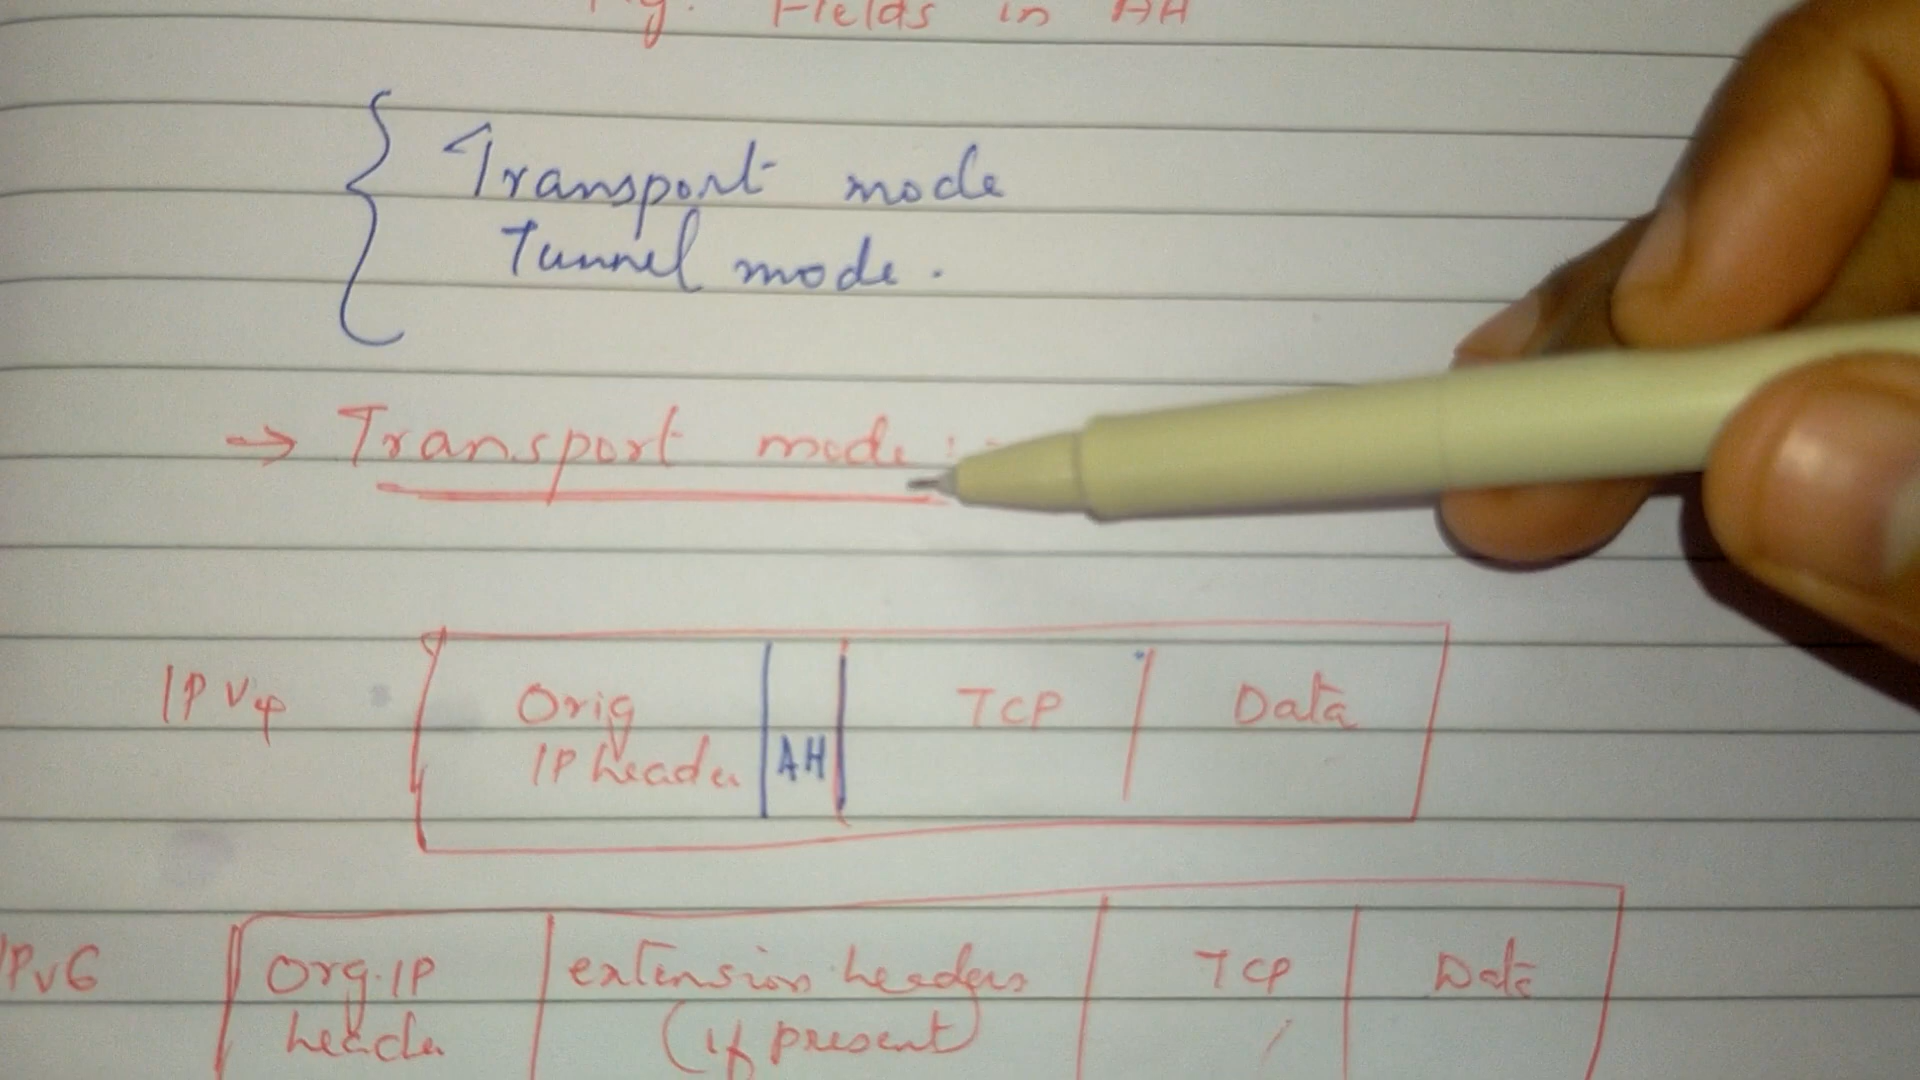 Fig. Fields in AH
Transport mode
Tunnel mode.
→ Transport mode :-
IPV4 Orig IP header AH TCP Data
IPv6 Org.IP header extension headers (if present) TCP Data